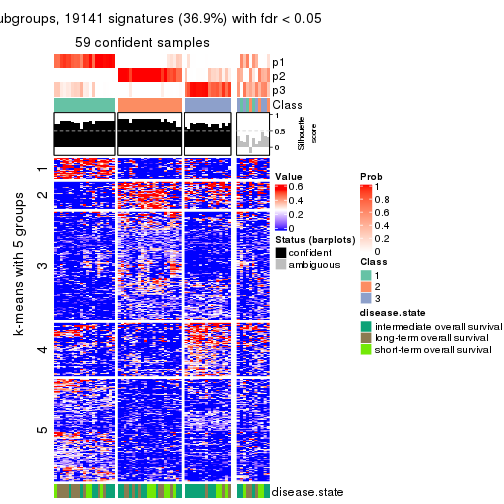 ubgroups, 19141 signatures (36.9%) with fdr < 0.05
59 confident samples
p1
p2
p3
Class
1
0.5
0
Silhouette score
1
2
3
4
5
k-means with 5 groups
disease.state
Value
0.6
0.4
0.2
0
Status (barplots)
confident
ambiguous
Prob
1
0.8
0.6
0.4
0.2
0
Class
1
2
3
disease.state
intermediate overall survival
long-term overall survival
short-term overall survival